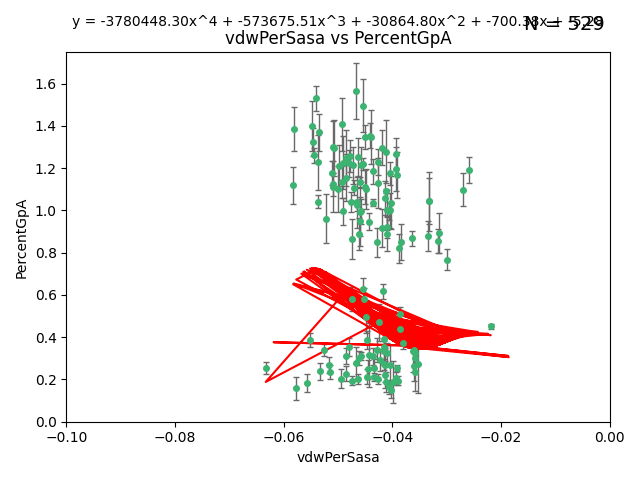 y = -3780448.30x^4 + -573675.51x^3 + -30864.80x^2 + -700.38x + -5.29
N = 529
vdwPerSasa vs PercentGpA
PercentGpA
1.6
1.4
1.2
1.0
0.8
0.6
0.4
0.2
0.0
−0.10 −0.08 −0.06 −0.04 −0.02 0.00
vdwPerSasa